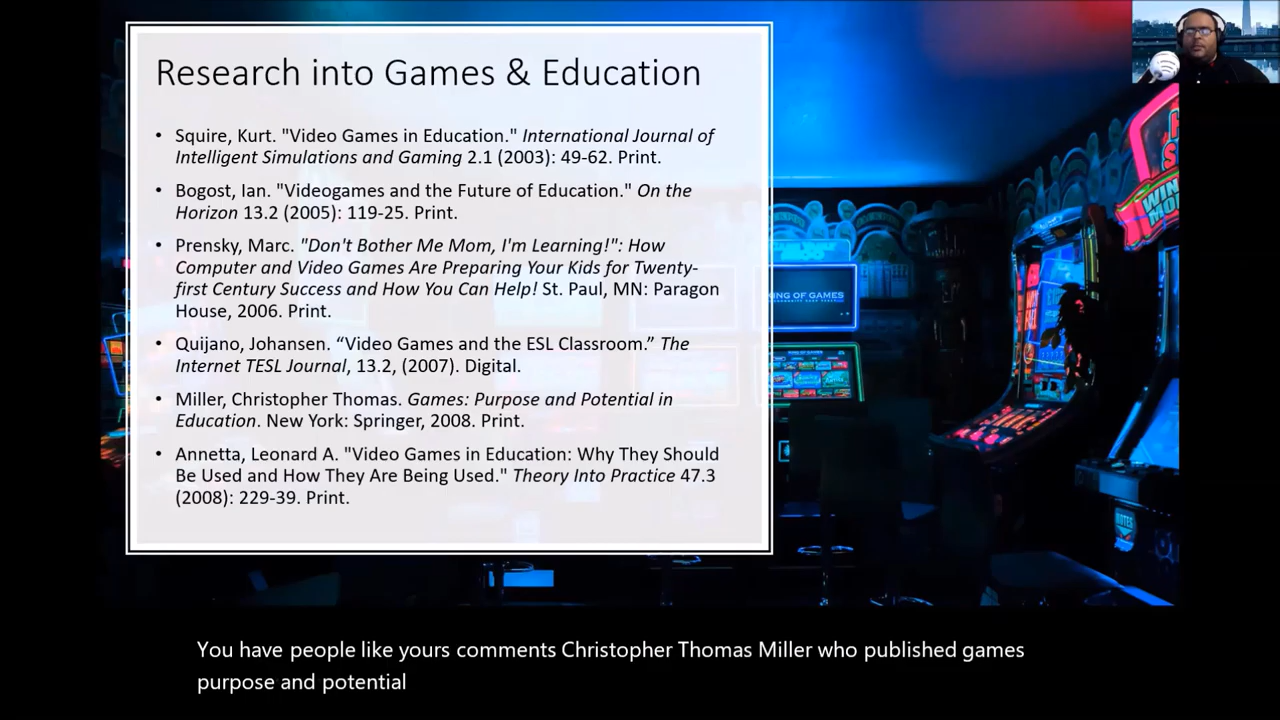 Research into Games & Education
• Squire, Kurt. "Video Games in Education." International Journal of
Intelligent Simulations and Gaming 2.1 (2003): 49-62. Print.
• Bogost, Ian. "Videogames and the Future of Education." On the
Horizon 13.2 (2005): 119-25. Print.
• Prensky, Marc. "Don't Bother Me Mom, I'm Learning!": How
Computer and Video Games Are Preparing Your Kids for Twenty-
first Century Success and How You Can Help! St. Paul, MN: Paragon
House, 2006. Print.
• Quijano, Johansen. “Video Games and the ESL Classroom.” The
Internet TESL Journal, 13.2, (2007). Digital.
• Miller, Christopher Thomas. Games: Purpose and Potential in
Education. New York: Springer, 2008. Print.
• Annetta, Leonard A. "Video Games in Education: Why They Should
Be Used and How They Are Being Used." Theory Into Practice 47.3
(2008): 229-39. Print.
OF GAMES
WIN
You have people like yours comments Christopher Thomas Miller who published games
purpose and potential